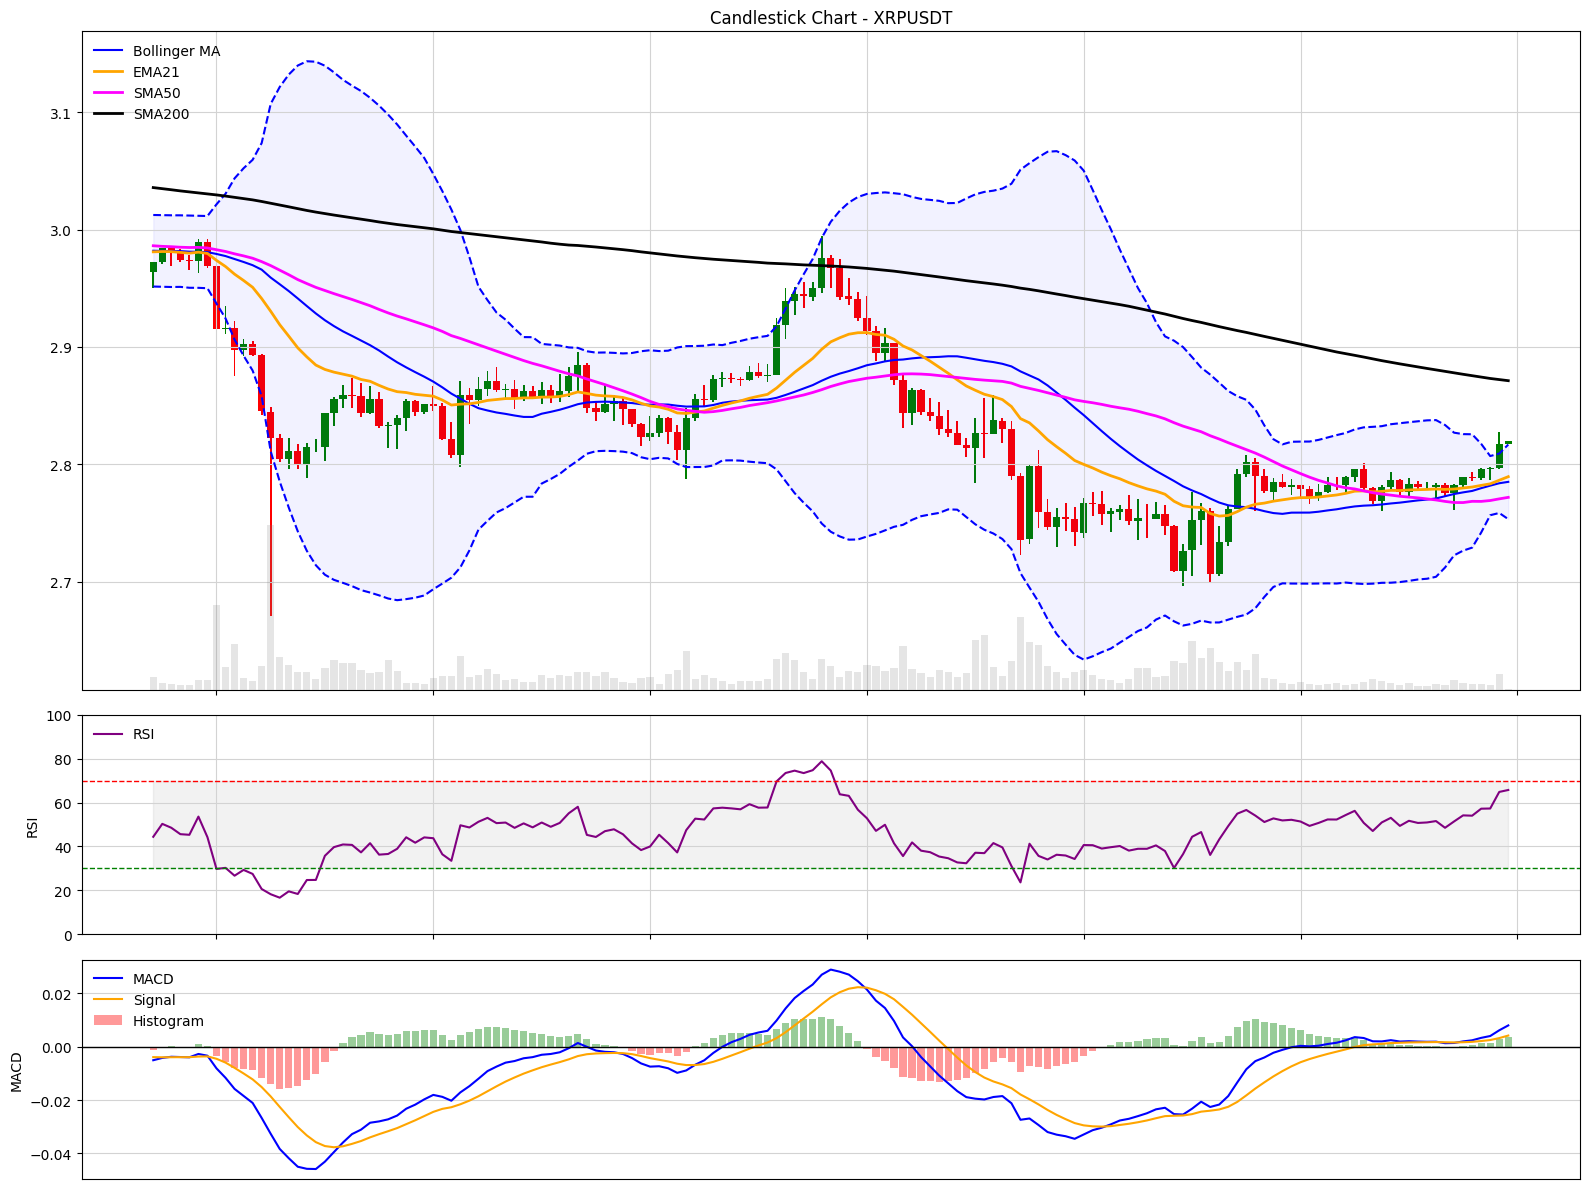 Candlestick Chart - XRPUSDT
Bollinger MA
EMA21
SMA50
SMA200
3.1
3.0
2.9
2.8
2.7
100
RSI
80
60
RSI
40
20
0
MACD
0.02
Signal
Histogram
0.00
MACD
−0.02
−0.04